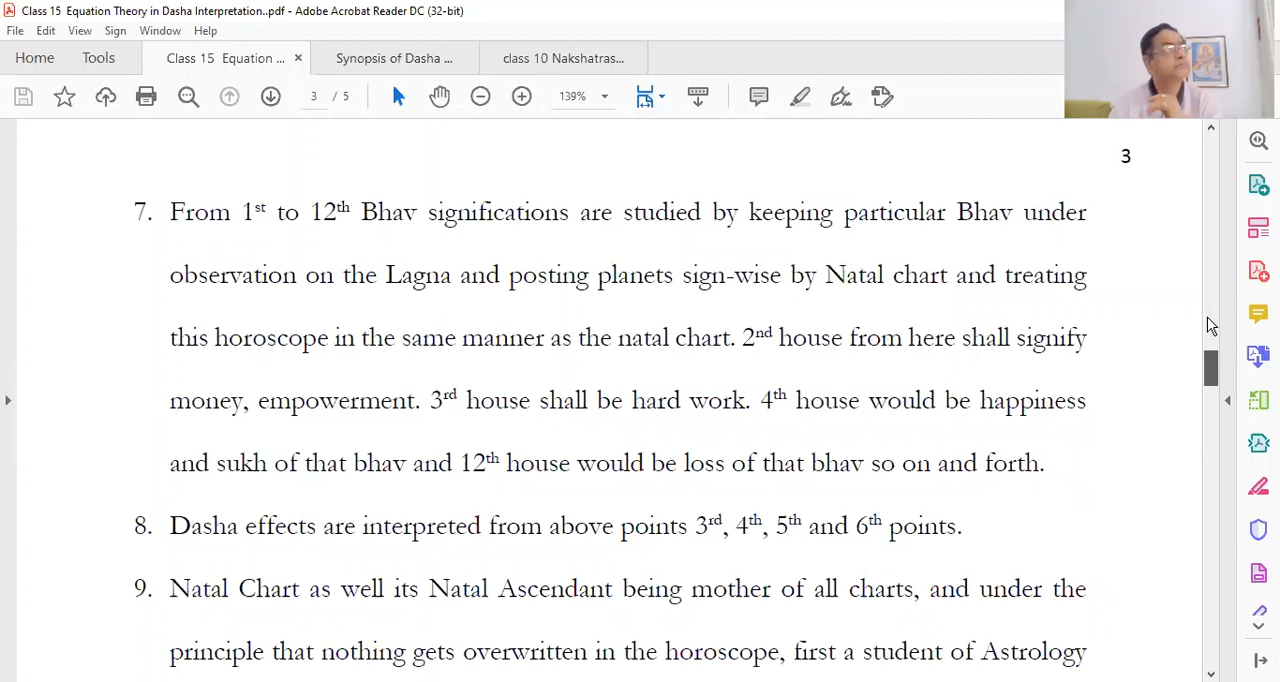 Class 15 Equation Theory in Dasha Interpretation..pdf - Adobe Acrobat Reader DC (32-bit)
File Edit View Sign Window Help
Home Tools Class 15 Equation ... × Synopsis of Dasha ... class 10 Nakshatras...
3 / 5 139%
3
7. From 1st to 12th Bhav significations are studied by keeping particular Bhav under
observation on the Lagna and posting planets sign-wise by Natal chart and treating
this horoscope in the same manner as the natal chart. 2nd house from here shall signify
money, empowerment. 3rd house shall be hard work. 4th house would be happiness
and sukh of that bhav and 12th house would be loss of that bhav so on and forth.
8. Dasha effects are interpreted from above points 3rd, 4th, 5th and 6th points.
9. Natal Chart as well its Natal Ascendant being mother of all charts, and under the
principle that nothing gets overwritten in the horoscope, first a student of Astrology